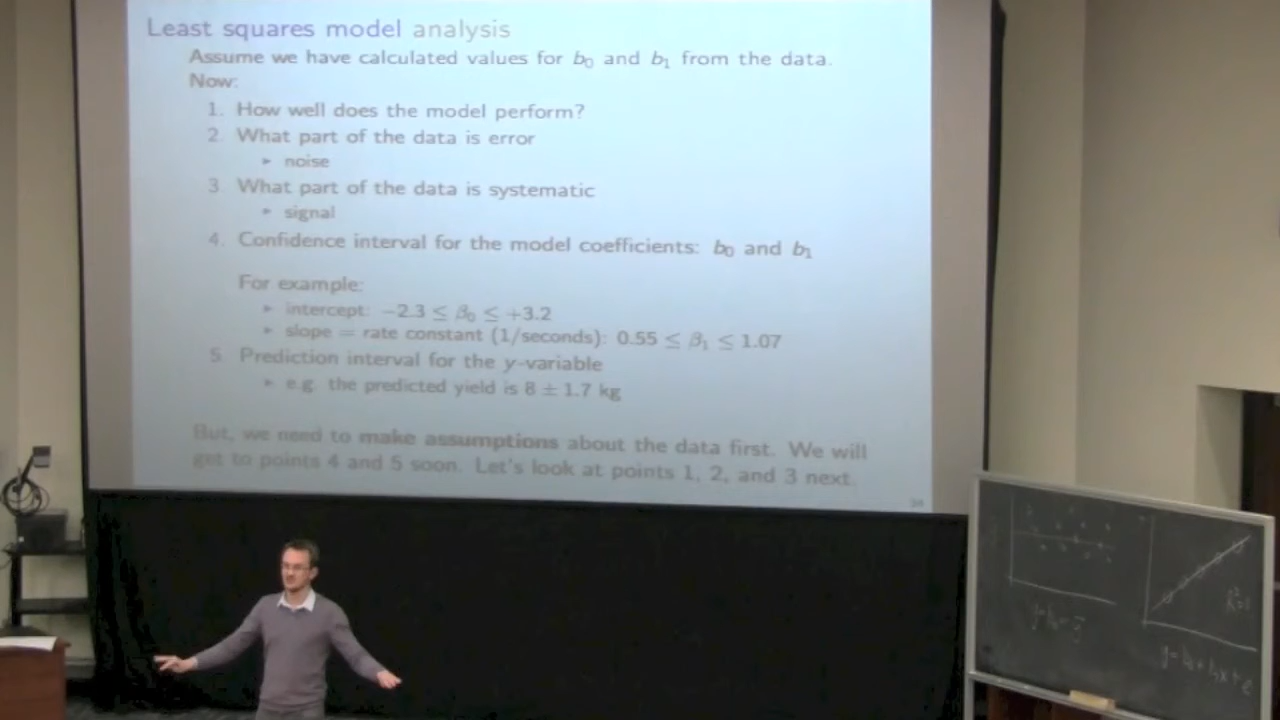 Least squares model analysis
Assume we have calculated values for b₀ and b₁ from the data.
Now:
1. How well does the model perform?
2. What part of the data is error
▸ noise
3. What part of the data is systematic
▸ signal
4. Confidence interval for the model coefficients: b₀ and b₁
For example:
▸ intercept: −2.3 ≤ β₀ ≤ +3.2
▸ slope = rate constant (1/seconds): 0.55 ≤ β₁ ≤ 1.07
5. Prediction interval for the y-variable
▸ e.g. the predicted yield is 8 ± 1.7 kg
But, we need to make assumptions about the data first. We will
get to points 4 and 5 soon. Let's look at points 1, 2, and 3 next.
R²=1
y=b₀=ȳ
y=b₀+b₁x+e